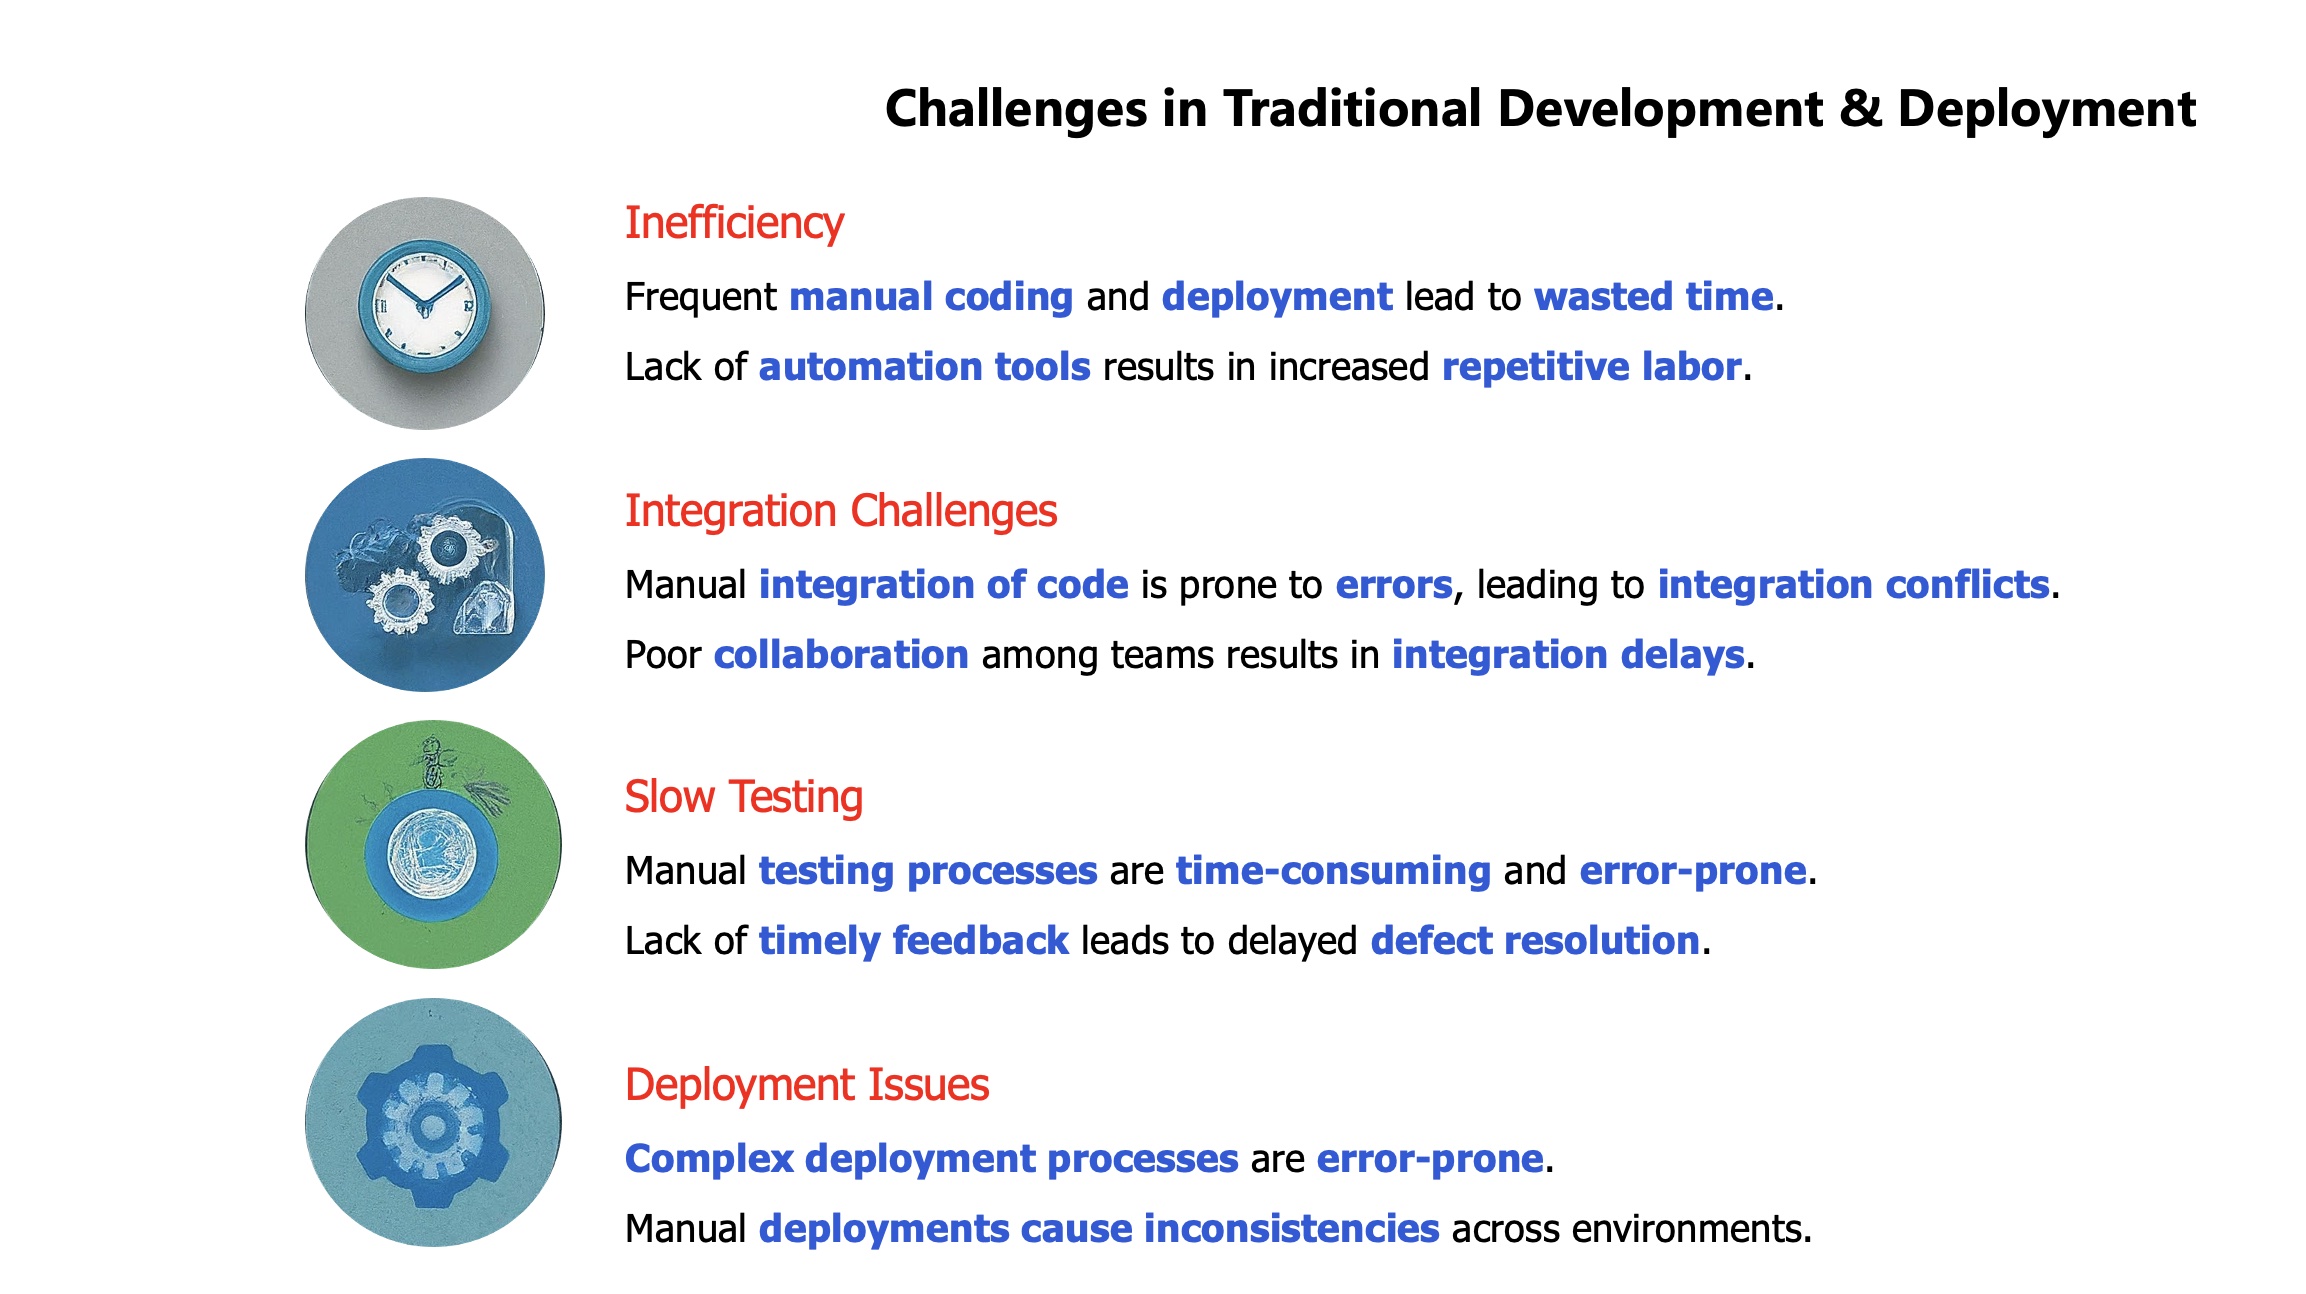 Challenges in Traditional Development & Deployment
Inefficiency
Frequent manual coding and deployment lead to wasted time.
Lack of automation tools results in increased repetitive labor.
Integration Challenges
Manual integration of code is prone to errors, leading to integration conflicts.
Poor collaboration among teams results in integration delays.
Slow Testing
Manual testing processes are time-consuming and error-prone.
Lack of timely feedback leads to delayed defect resolution.
Deployment Issues
Complex deployment processes are error-prone.
Manual deployments cause inconsistencies across environments.